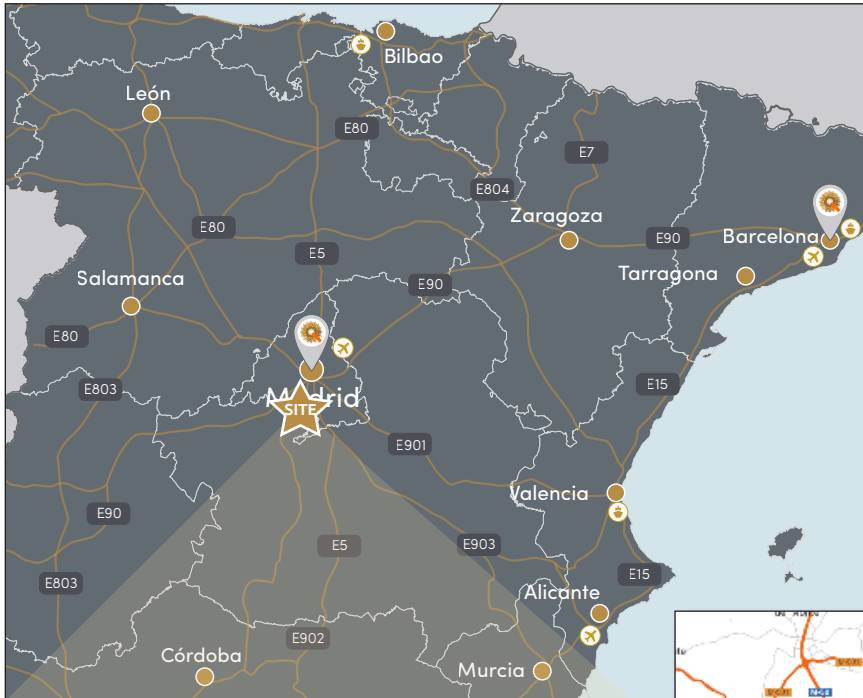 Bilbao
León
E80
E7
E804
Zaragoza
E80
E5
E90
Barcelona
Tarragona
Salamanca
E90
E80
E803
Madrid
SITE
E15
E901
Valencia
E90
E5
E903
E803
E15
Alicante
E902
Córdoba
Murcia